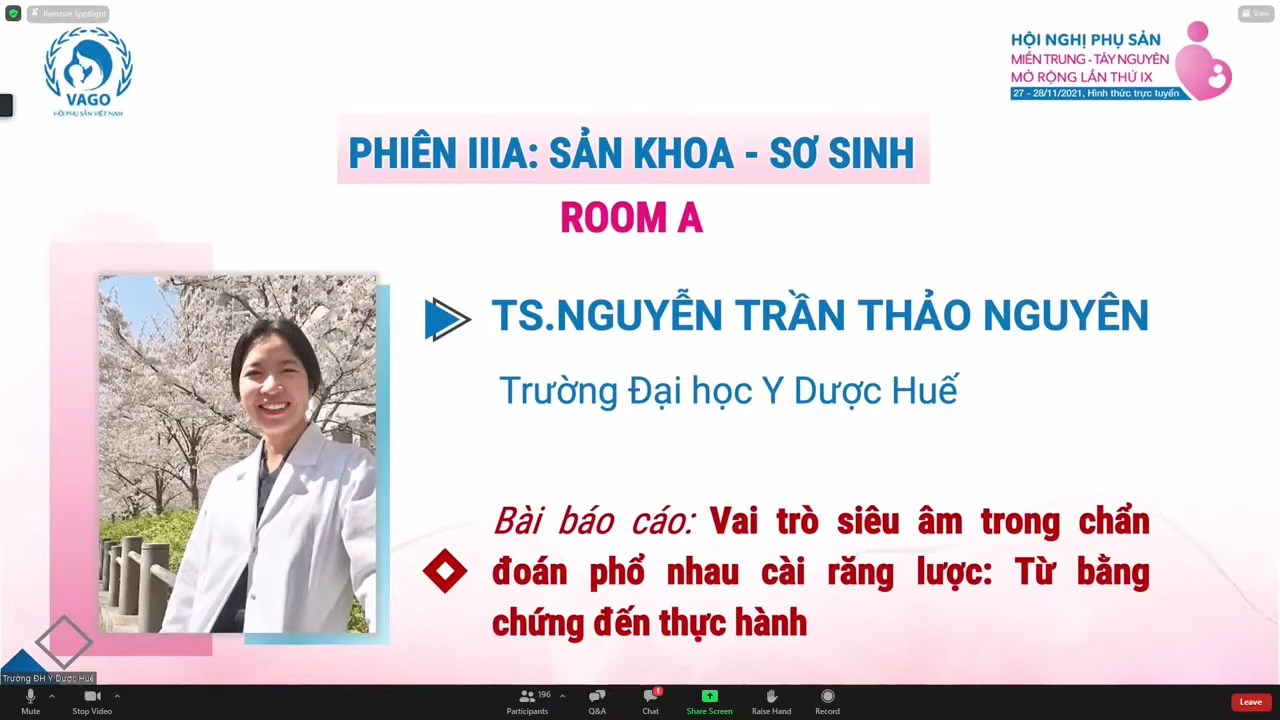 Remove Spotlight
View
VAGO
HỘI PHỤ SẢN VIỆT NAM
HỘI NGHỊ PHỤ SẢN
MIỀN TRUNG - TÂY NGUYÊN
MỞ RỘNG LẦN THỨ IX
27 - 28/11/2021, Hình thức trực tuyến
PHIÊN IIIA: SẢN KHOA - SƠ SINH
ROOM A
TS.NGUYỄN TRẦN THẢO NGUYÊN
Trường Đại học Y Dược Huế
Bài báo cáo: Vai trò siêu âm trong chẩn
đoán phổ nhau cài răng lược: Từ bằng
chứng đến thực hành
Trường ĐH Y Dược Huế
Mute
Stop Video
196
Participants
Q&A
1
Chat
Share Screen
Raise Hand
Record
Leave